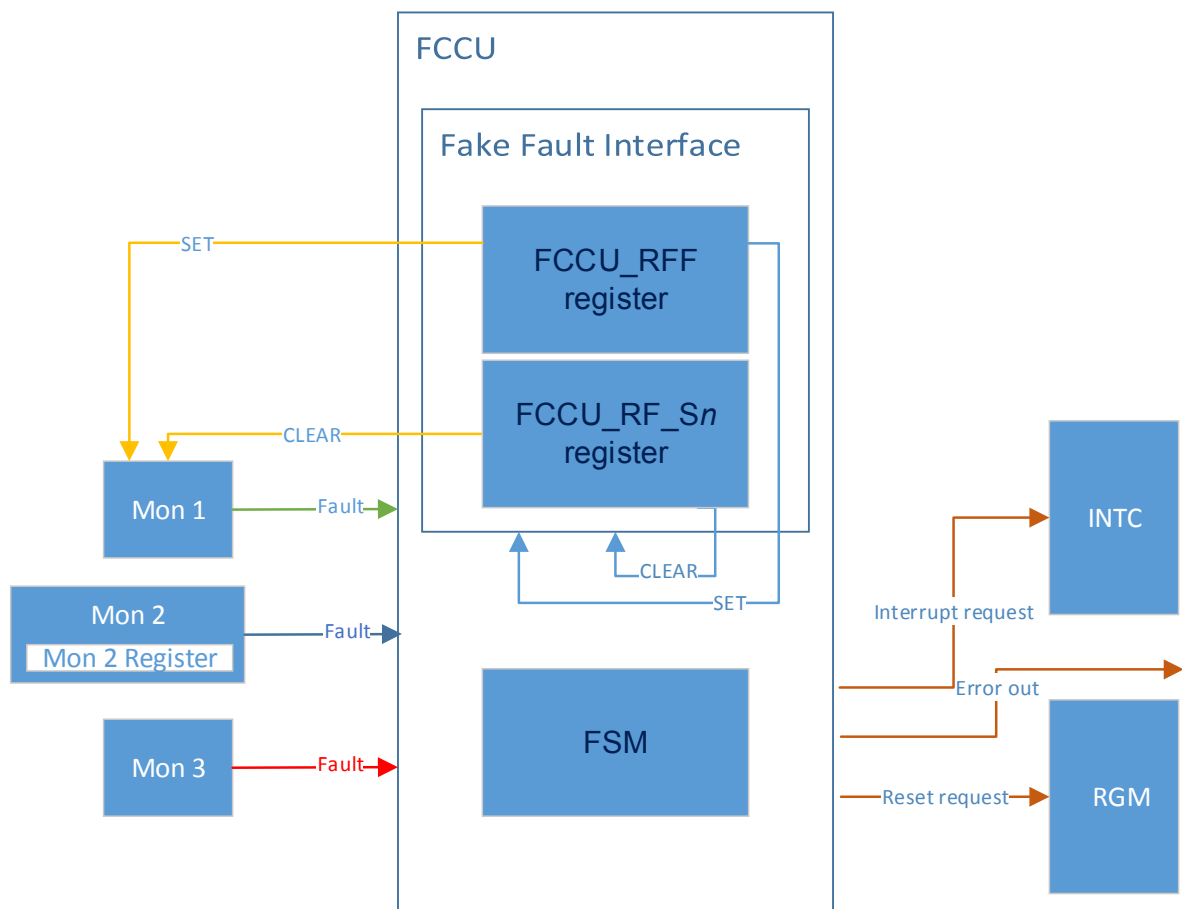 FCCU
Fake Fault Interface
FCCU_RFF
register
SET
FCCU_RF_Sn
register
CLEAR
Mon 1
Fault
INTC
CLEAR
SET
Mon 2
Mon 2 Register
Fault
Interrupt request
Error out
FSM
Mon 3
Fault
Reset request
RGM